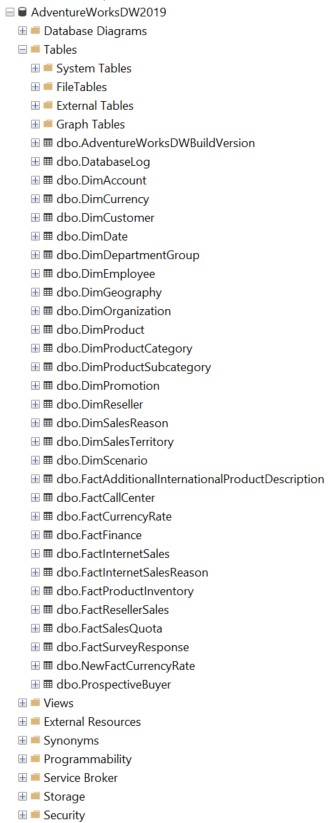 AdventureWorksDW2019
Database Diagrams
Tables
System Tables
FileTables
External Tables
Graph Tables
dbo.AdventureWorksDWBuildVersion
dbo.DatabaseLog
dbo.DimAccount
dbo.DimCurrency
dbo.DimCustomer
dbo.DimDate
dbo.DimDepartmentGroup
dbo.DimEmployee
dbo.DimGeography
dbo.DimOrganization
dbo.DimProduct
dbo.DimProductCategory
dbo.DimProductSubcategory
dbo.DimPromotion
dbo.DimReseller
dbo.DimSalesReason
dbo.DimSalesTerritory
dbo.DimScenario
dbo.FactAdditionalInternationalProductDescription
dbo.FactCallCenter
dbo.FactCurrencyRate
dbo.FactFinance
dbo.FactInternetSales
dbo.FactInternetSalesReason
dbo.FactProductInventory
dbo.FactResellerSales
dbo.FactSalesQuota
dbo.FactSurveyResponse
dbo.NewFactCurrencyRate
dbo.ProspectiveBuyer
Views
External Resources
Synonyms
Programmability
Service Broker
Storage
Security